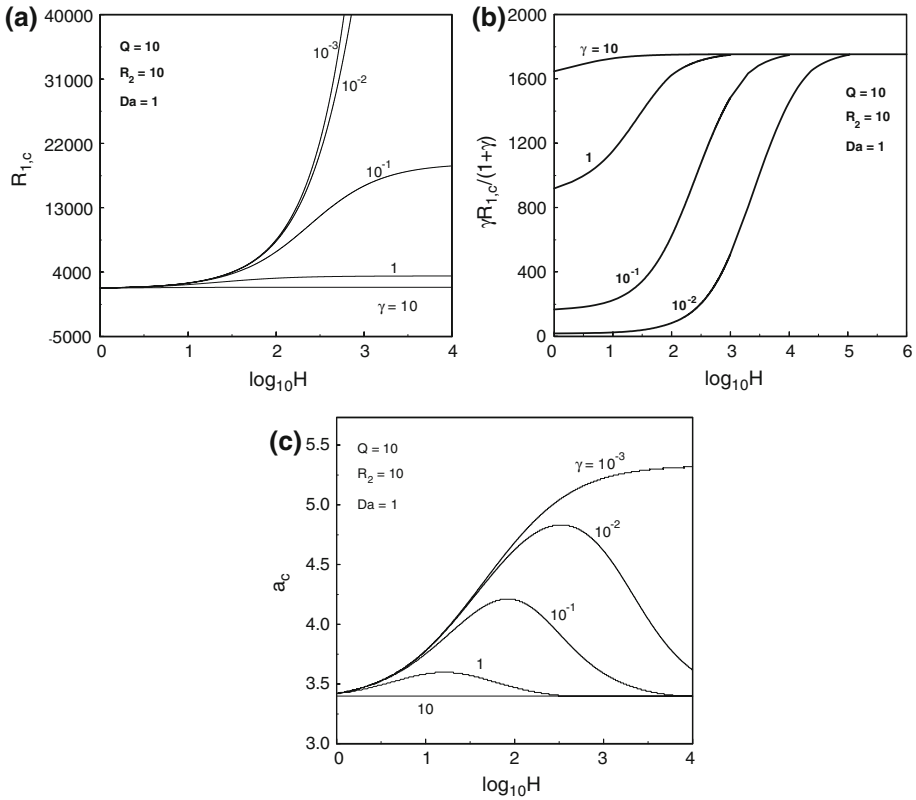 (a)
40000
31000
22000
13000
4000
-5000
R1,c
Q = 10
R2 = 10
Da = 1
10-3
10-2
10-1
1
γ = 10
0 1 2 3 4
log10H
(b)
2000
1600
1200
800
400
0
γR1,c/(1+γ)
γ = 10
1
10-1
10-2
Q = 10
R2 = 10
Da = 1
0 1 2 3 4 5 6
log10H
(c)
5.5
5.0
4.5
4.0
3.5
3.0
ac
Q = 10
R2 = 10
Da = 1
γ = 10-3
10-2
10-1
1
10
0 1 2 3 4
log10H